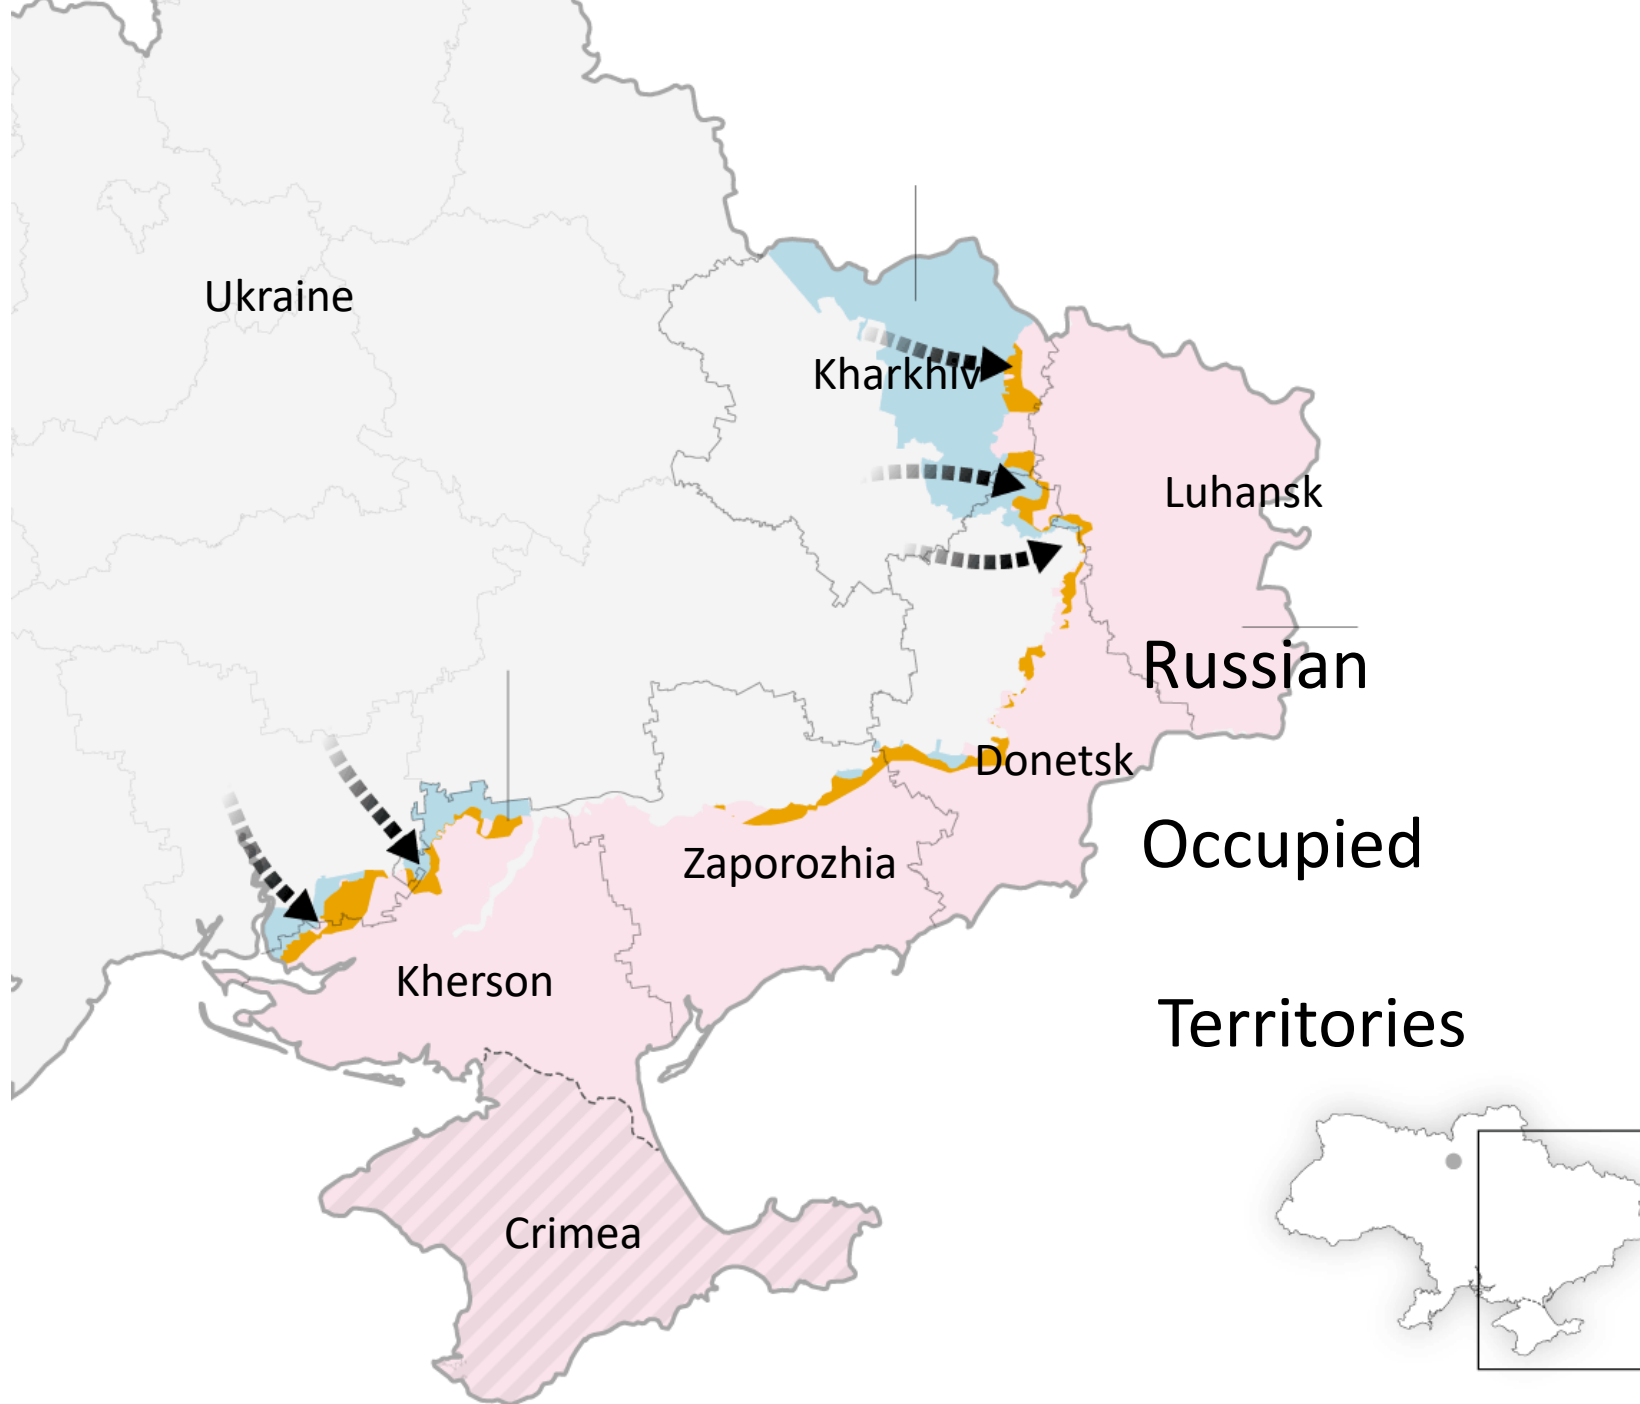 Ukraine
Kharkhiv
Luhansk
Russian
Donetsk
Occupied
Zaporozhia
Kherson
Territories
Crimea